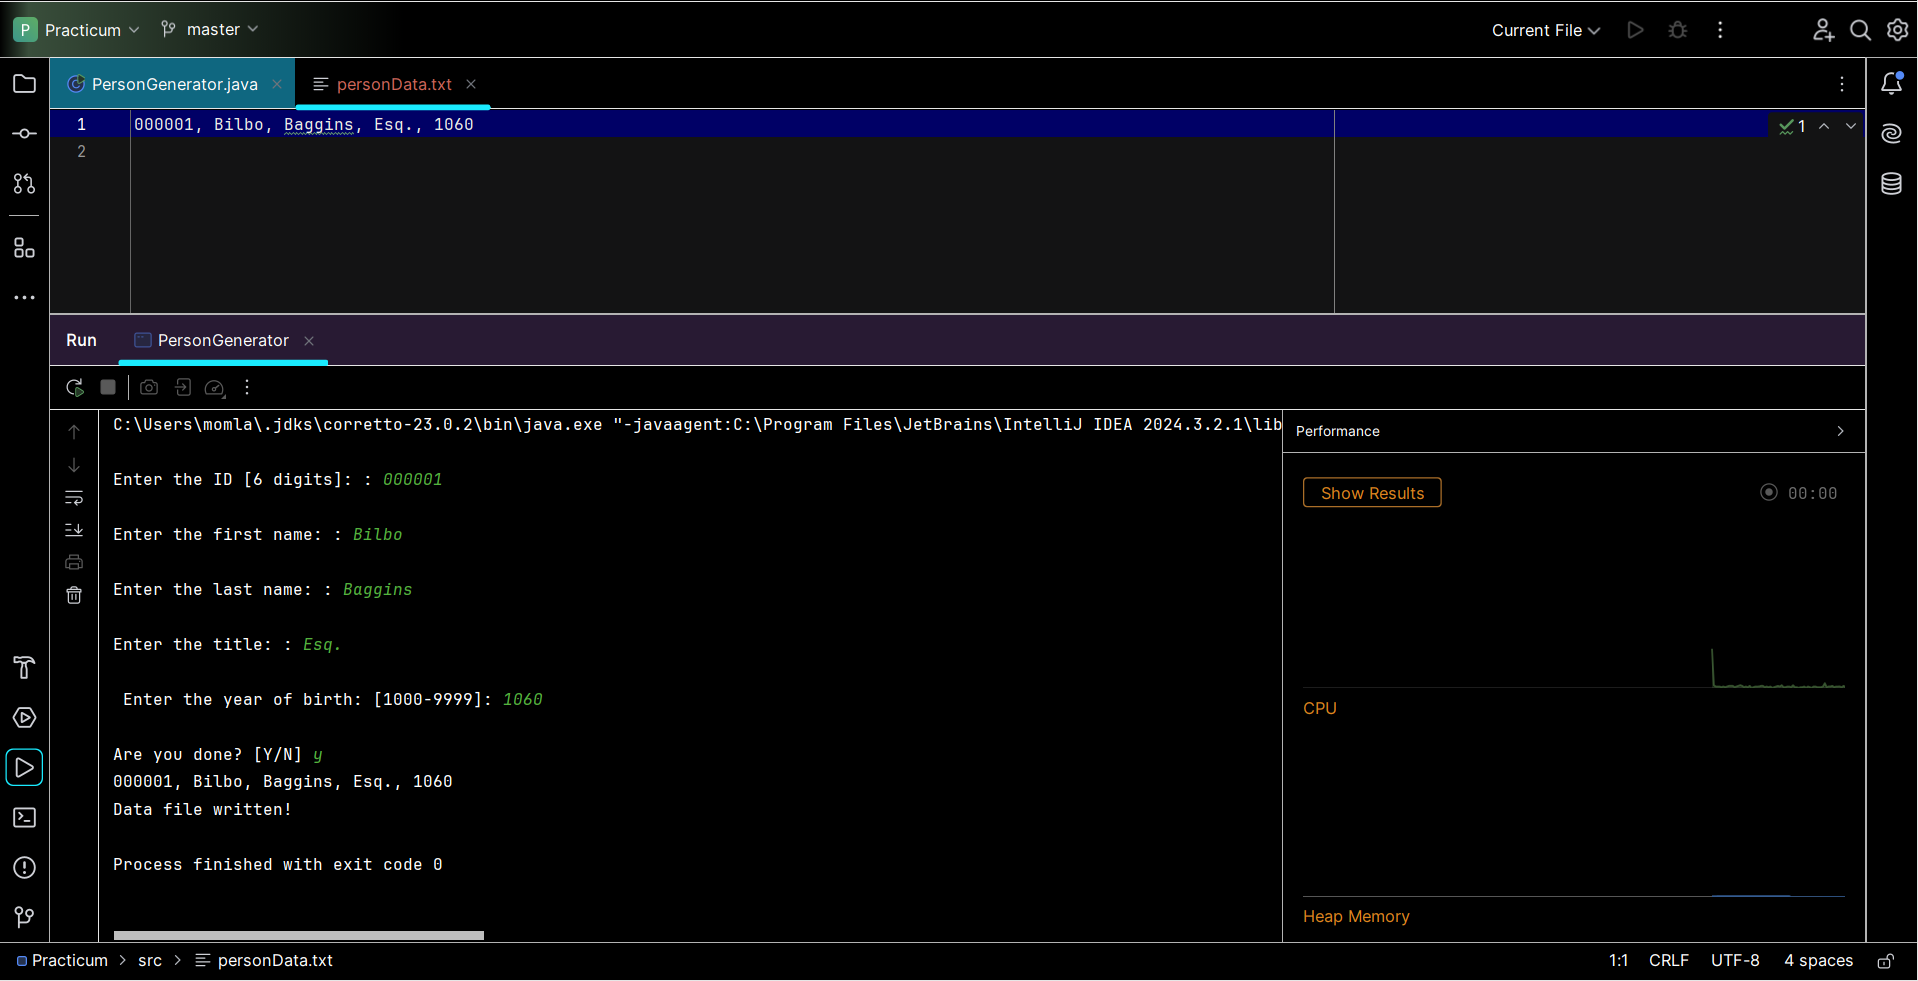 P Practicum master Current File
PersonGenerator.java personData.txt
1 000001, Bilbo, Baggins, Esq., 1060 1
2
Run PersonGenerator
C:\Users\momla\.jdks\corretto-23.0.2\bin\java.exe "-javaagent:C:\Program Files\JetBrains\IntelliJ IDEA 2024.3.2.1\lib
Performance
Enter the ID [6 digits]: : 000001
Show Results 00:00
Enter the first name: : Bilbo
Enter the last name: : Baggins
Enter the title: : Esq.
Enter the year of birth: [1000-9999]: 1060
CPU
Are you done? [Y/N] y
000001, Bilbo, Baggins, Esq., 1060
Data file written!
Process finished with exit code 0
Heap Memory
Practicum > src > personData.txt 1:1 CRLF UTF-8 4 spaces